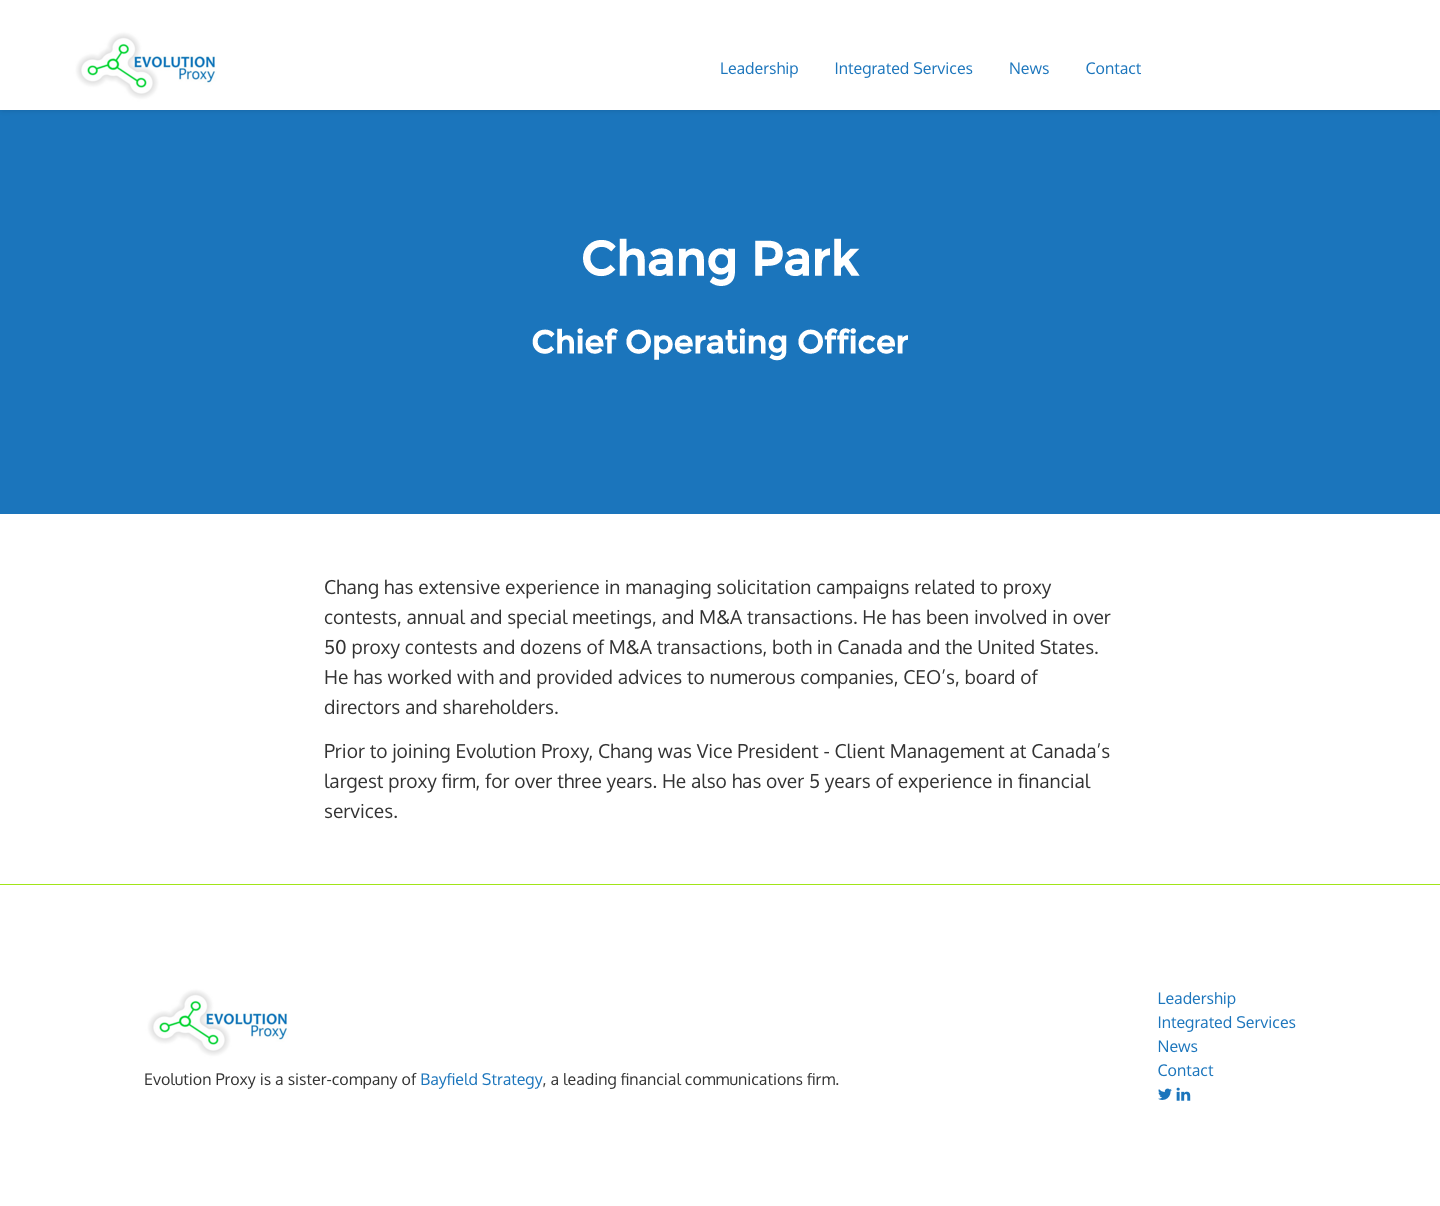 EVOLUTION
Proxy
Leadership Integrated Services News Contact
Chang Park
Chief Operating Officer
Chang has extensive experience in managing solicitation campaigns related to proxy
contests, annual and special meetings, and M&A transactions. He has been involved in over
50 proxy contests and dozens of M&A transactions, both in Canada and the United States.
He has worked with and provided advices to numerous companies, CEO’s, board of
directors and shareholders.
Prior to joining Evolution Proxy, Chang was Vice President - Client Management at Canada’s
largest proxy firm, for over three years. He also has over 5 years of experience in financial
services.
EVOLUTION
Proxy
Evolution Proxy is a sister-company of Bayfield Strategy, a leading financial communications firm.
Leadership
Integrated Services
News
Contact